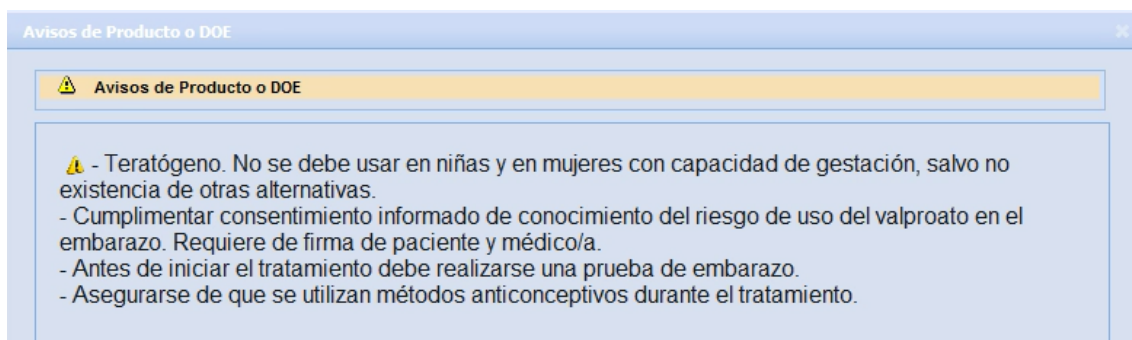 Avisos de Producto o DOE
Avisos de Producto o DOE
- Teratógeno. No se debe usar en niñas y en mujeres con capacidad de gestación, salvo no
existencia de otras alternativas.
- Cumplimentar consentimiento informado de conocimiento del riesgo de uso del valproato en el
embarazo. Requiere de firma de paciente y médico/a.
- Antes de iniciar el tratamiento debe realizarse una prueba de embarazo.
- Asegurarse de que se utilizan métodos anticonceptivos durante el tratamiento.